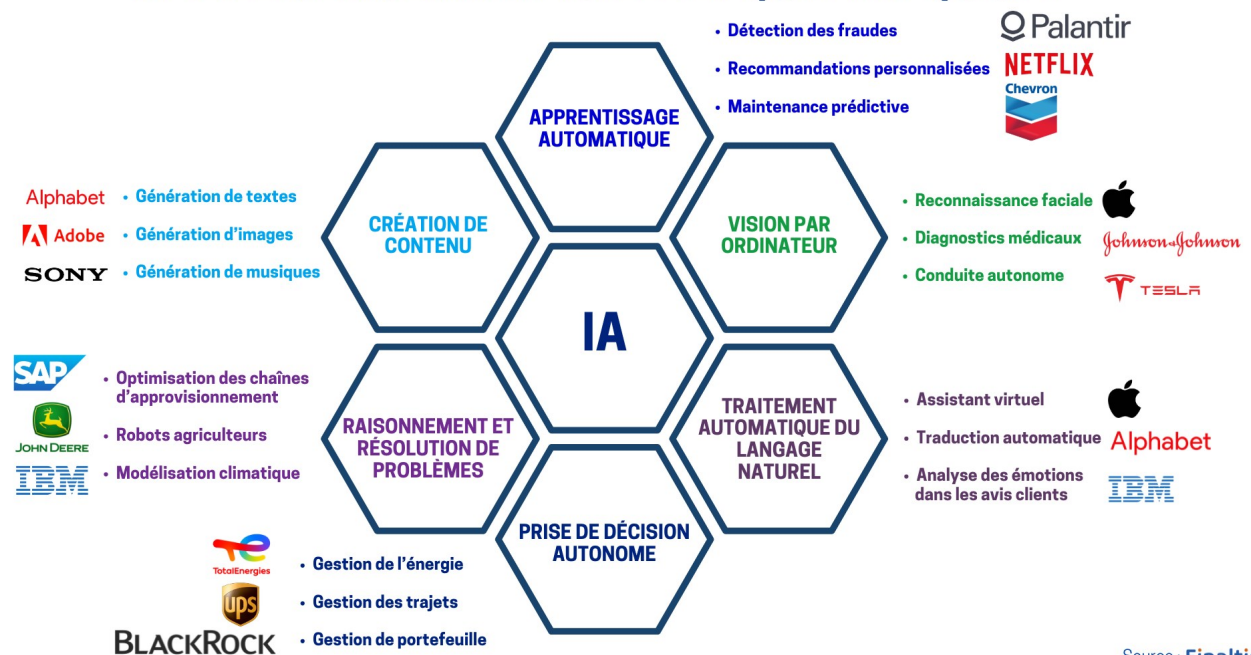 Détection des fraudes
Palantir
Recommandations personnalisées
NETFLIX
Maintenance prédictive
Chevron
APPRENTISSAGE
AUTOMATIQUE
Alphabet
Génération de textes
Adobe
Génération d'images
SONY
Génération de musiques
CRÉATION DE
CONTENU
VISION PAR
ORDINATEUR
Reconnaissance faciale
Diagnostics médicaux
Johnson&Johnson
Conduite autonome
TESLA
IA
SAP
Optimisation des chaînes
d'approvisionnement
JOHN DEERE
Robots agriculteurs
IBM
Modélisation climatique
RAISONNEMENT ET
RÉSOLUTION DE
PROBLÈMES
TRAITEMENT
AUTOMATIQUE DU
LANGAGE
NATUREL
Assistant virtuel
Traduction automatique
Alphabet
Analyse des émotions
dans les avis clients
IBM
PRISE DE DÉCISION
AUTONOME
TotalEnergies
Gestion de l'énergie
ups
Gestion des trajets
BLACKROCK
Gestion de portefeuille